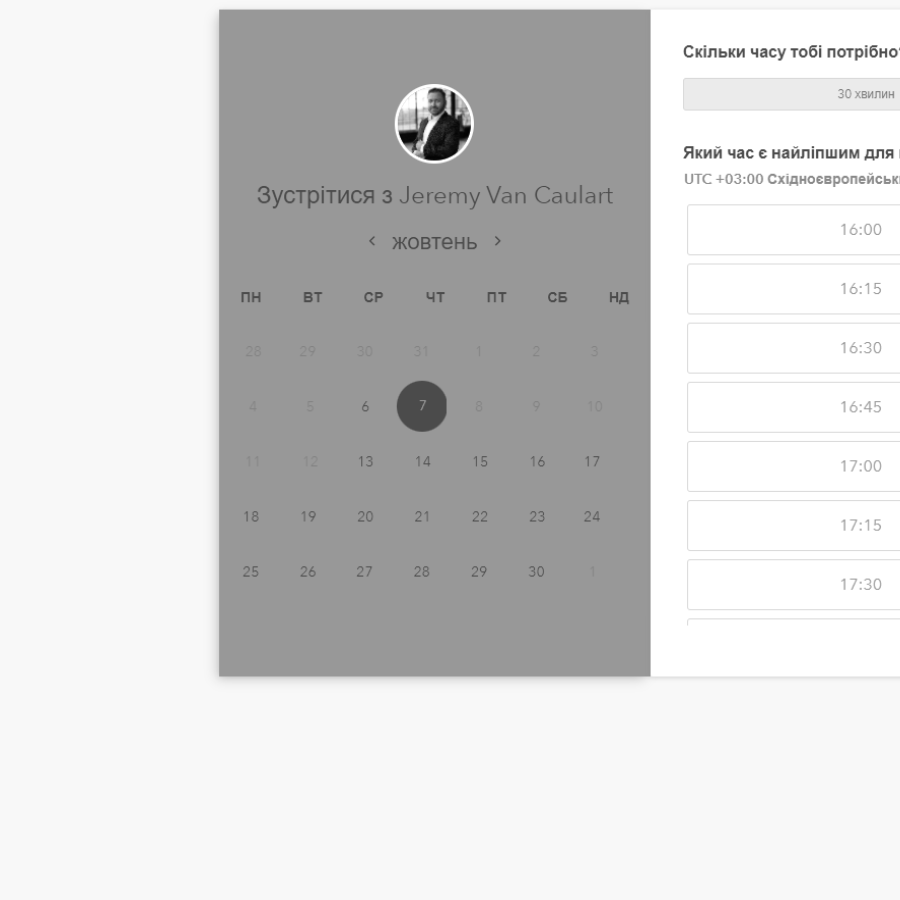 Зустрітися з Jeremy Van Caulart
‹ жовтень ›
ПН ВТ СР ЧТ ПТ СБ НД
28 29 30 31 1 2 3
4 5 6 7 8 9 10
11 12 13 14 15 16 17
18 19 20 21 22 23 24
25 26 27 28 29 30 1
Скільки часу тобі потрібно
30 хвилин
Який час є найліпшим для
UTC +03:00 Східноєвропейськ
16:00
16:15
16:30
16:45
17:00
17:15
17:30